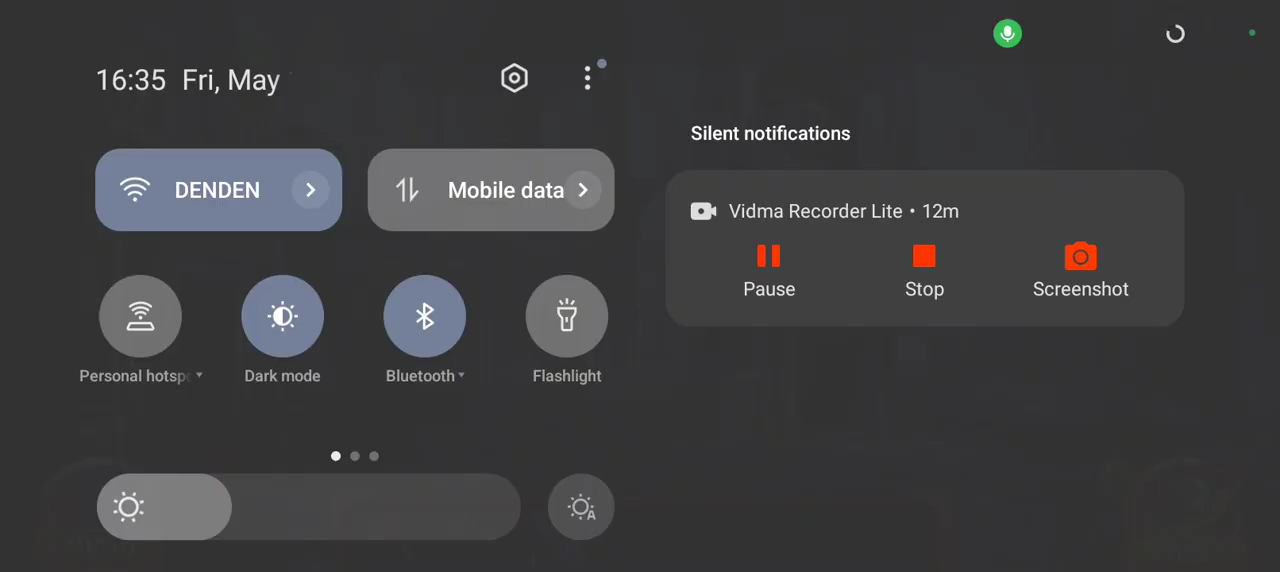 16:35 Fri, May
DENDEN
Mobile data
Personal hotsp
Dark mode
Bluetooth
Flashlight
A
Silent notifications
Vidma Recorder Lite • 12m
Pause
Stop
Screenshot